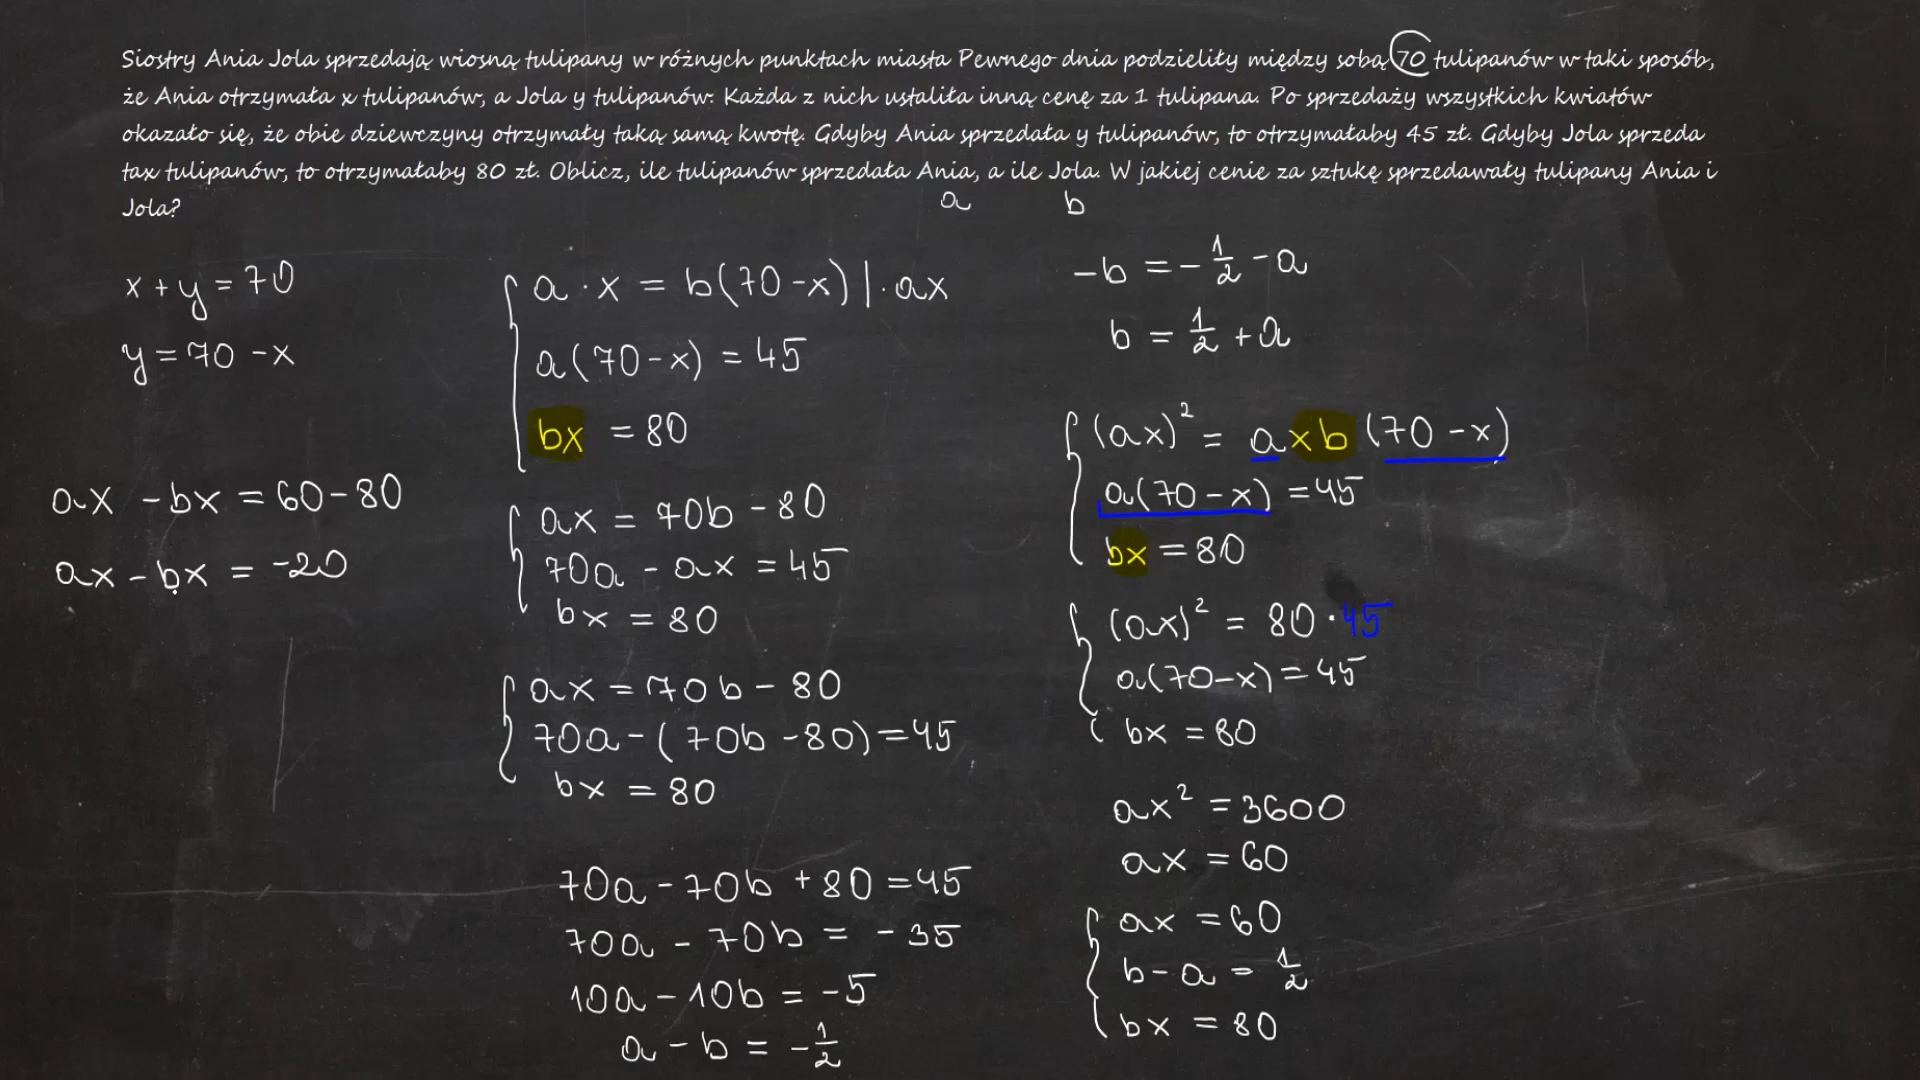 Siostry Ania Jola sprzedają wiosną tulipany w różnych punktach miasta Pewnego dnia podzieliły między sobą 70 tulipanów w taki sposób,
że Ania otrzymała x tulipanów, a Jola y tulipanów. Każda z nich ustaliła inną cenę za 1 tulipana. Po sprzedaży wszystkich kwiatów
okazało się, że obie dziewczyny otrzymały taką samą kwotę. Gdyby Ania sprzedała y tulipanów, to otrzymałaby 45 zł. Gdyby Jola sprzeda
łax tulipanów, to otrzymałaby 80 zł. Oblicz, ile tulipanów sprzedała Ania, a ile Jola. W jakiej cenie za sztukę sprzedawały tulipany Ania i
Jola?
a b
x + y = 70
y = 70 - x
ax - bx = 60 - 80
ax - bx = -20
a · x = b(70 - x) | · ax
a(70 - x) = 45
bx = 80
ax = 70b - 80
70a - ax = 45
bx = 80
ax = 70b - 80
70a - (70b - 80) = 45
bx = 80
70a - 70b + 80 = 45
70a - 70b = -35
10a - 10b = -5
a - b = -1/2
-b = -1/2 - a
b = 1/2 + a
(ax)² = axb(70 - x)
a(70 - x) = 45
bx = 80
(ax)² = 80 · 45
a(70 - x) = 45
bx = 80
ax² = 3600
ax = 60
ax = 60
b - a = 1/2
bx = 80